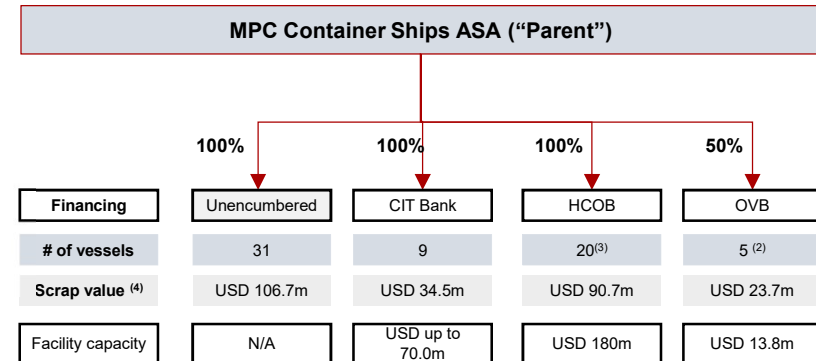 MPC Container Ships ASA (“Parent”)
100% 100% 100% 50%
Financing Unencumbered CIT Bank HCOB OVB
# of vessels 31 9 20(3) 5 (2)
Scrap value (4) USD 106.7m USD 34.5m USD 90.7m USD 23.7m
Facility capacity N/A USD up to 70.0m USD 180m USD 13.8m